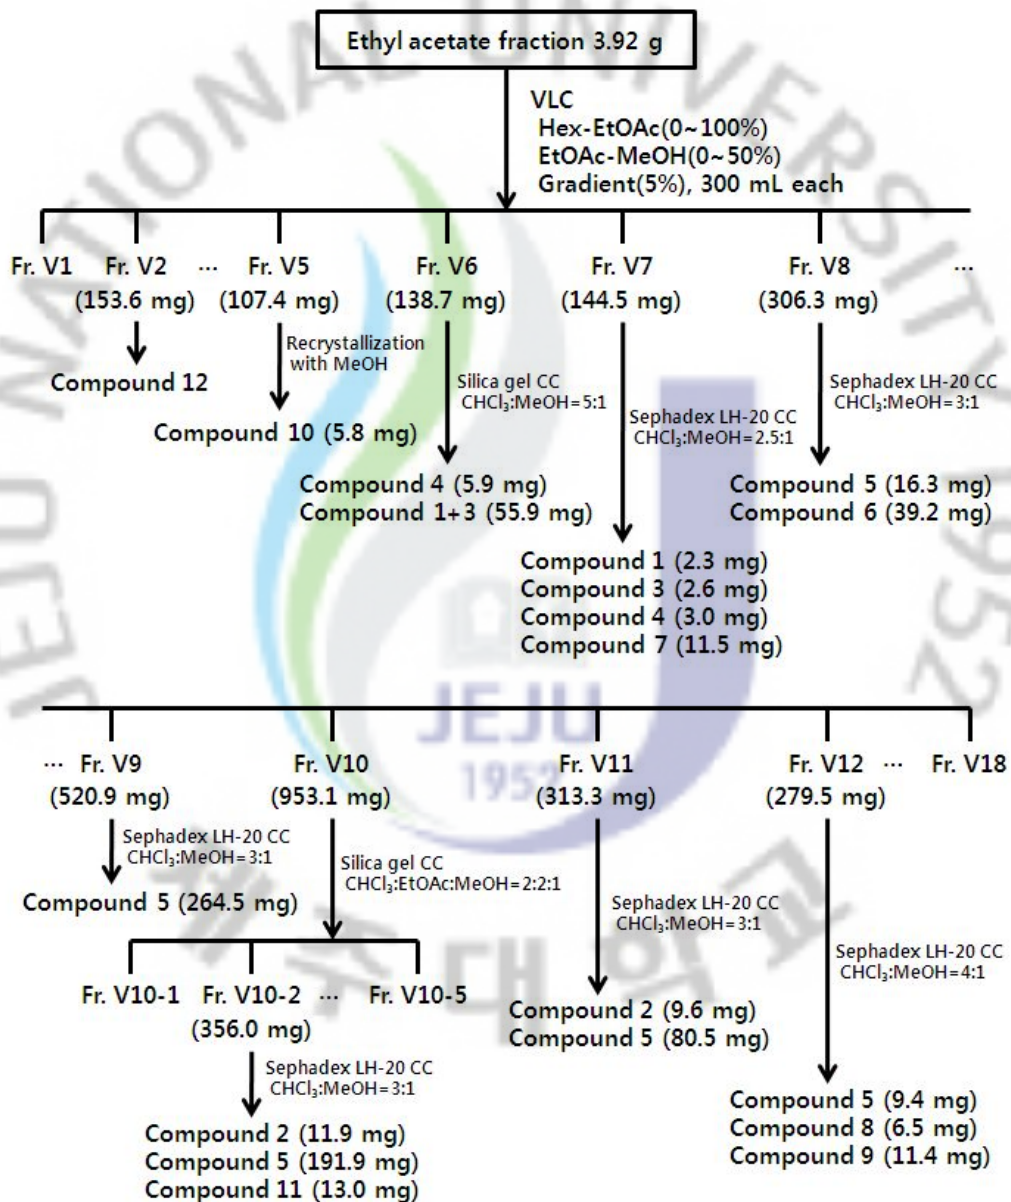 Ethyl acetate fraction 3.92 g
VLC
Hex-EtOAc(0~100%)
EtOAc-MeOH(0~50%)
Gradient(5%), 300 mL each
Fr. V1 Fr. V2 ... Fr. V5 Fr. V6 Fr. V7 Fr. V8 ...
(153.6 mg) (107.4 mg) (138.7 mg) (144.5 mg) (306.3 mg)
Compound 12
Recrystallization
with MeOH
Compound 10 (5.8 mg)
Silica gel CC
CHCl₃:MeOH=5:1
Compound 4 (5.9 mg)
Compound 1+3 (55.9 mg)
Sephadex LH-20 CC
CHCl₃:MeOH=2.5:1
Compound 1 (2.3 mg)
Compound 3 (2.6 mg)
Compound 4 (3.0 mg)
Compound 7 (11.5 mg)
Sephadex LH-20 CC
CHCl₃:MeOH=3:1
Compound 5 (16.3 mg)
Compound 6 (39.2 mg)
... Fr. V9 Fr. V10 Fr. V11 Fr. V12 ... Fr. V18
(520.9 mg) (953.1 mg) (313.3 mg) (279.5 mg)
Sephadex LH-20 CC
CHCl₃:MeOH=3:1
Compound 5 (264.5 mg)
Silica gel CC
CHCl₃:EtOAc:MeOH=2:2:1
Fr. V10-1 Fr. V10-2 ... Fr. V10-5
(356.0 mg)
Sephadex LH-20 CC
CHCl₃:MeOH=3:1
Compound 2 (11.9 mg)
Compound 5 (191.9 mg)
Compound 11 (13.0 mg)
Sephadex LH-20 CC
CHCl₃:MeOH=3:1
Compound 2 (9.6 mg)
Compound 5 (80.5 mg)
Sephadex LH-20 CC
CHCl₃:MeOH=4:1
Compound 5 (9.4 mg)
Compound 8 (6.5 mg)
Compound 9 (11.4 mg)
JEJU NATIONAL UNIVERSITY 1952
JEJU
1952
제주대학교